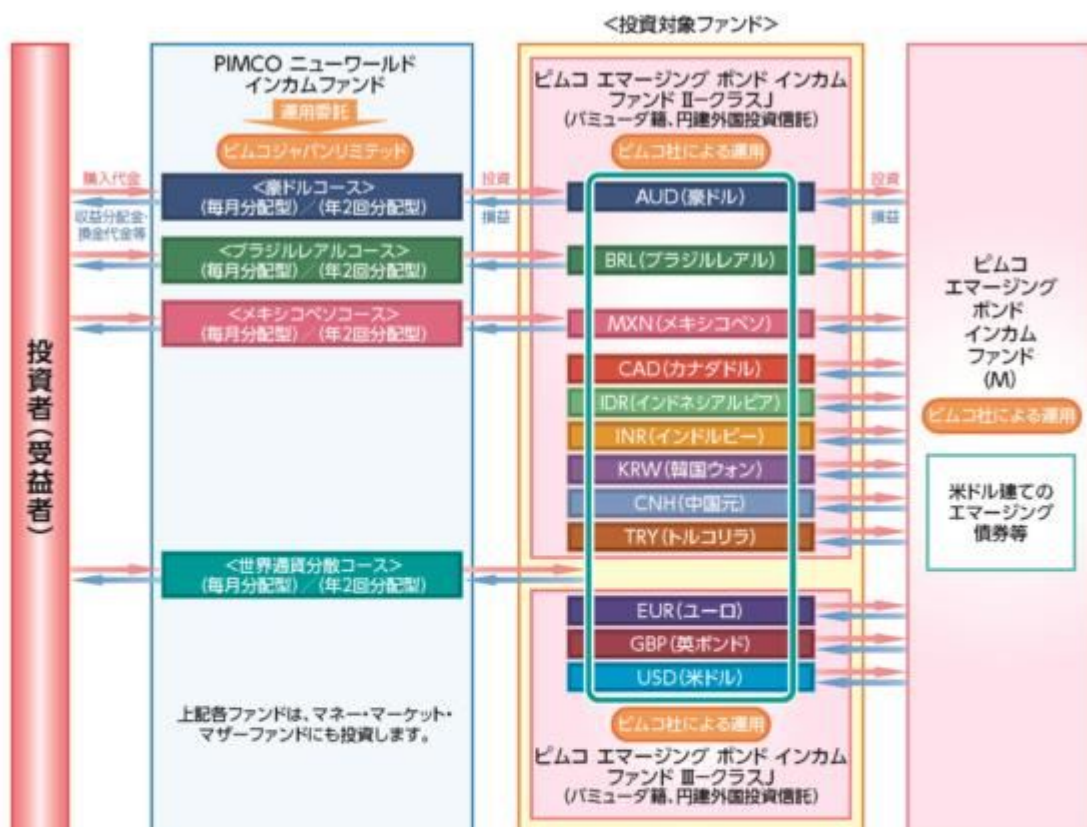 <投資対象ファンド>
投資者(受益者)
PIMCO ニューワールド
インカムファンド
運用委託
ピムコジャパンリミテッド
購入代金
収益分配金・
換金代金等
<豪ドルコース>
(毎月分配型)/(年2回分配型)
<ブラジルレアルコース>
(毎月分配型)/(年2回分配型)
<メキシコペソコース>
(毎月分配型)/(年2回分配型)
<世界通貨分散コース>
(毎月分配型)/(年2回分配型)
上記各ファンドは、マネー・マーケット・
マザーファンドにも投資します。
投資
損益
ピムコ エマージング ボンド インカム
ファンド Ⅱークラス J
(バミューダ籍、円建外国投資信託)
ピムコ社による運用
AUD(豪ドル)
BRL(ブラジルレアル)
MXN(メキシコペソ)
CAD(カナダドル)
IDR(インドネシアルピア)
INR(インドルピー)
KRW(韓国ウォン)
CNH(中国元)
TRY(トルコリラ)
EUR(ユーロ)
GBP(英ポンド)
USD(米ドル)
ピムコ社による運用
ピムコ エマージング ボンド インカム
ファンド Ⅲークラス J
(バミューダ籍、円建外国投資信託)
投資
損益
ピムコ
エマージング
ボンド
インカム
ファンド
(M)
ピムコ社による運用
米ドル建ての
エマージング
債券等